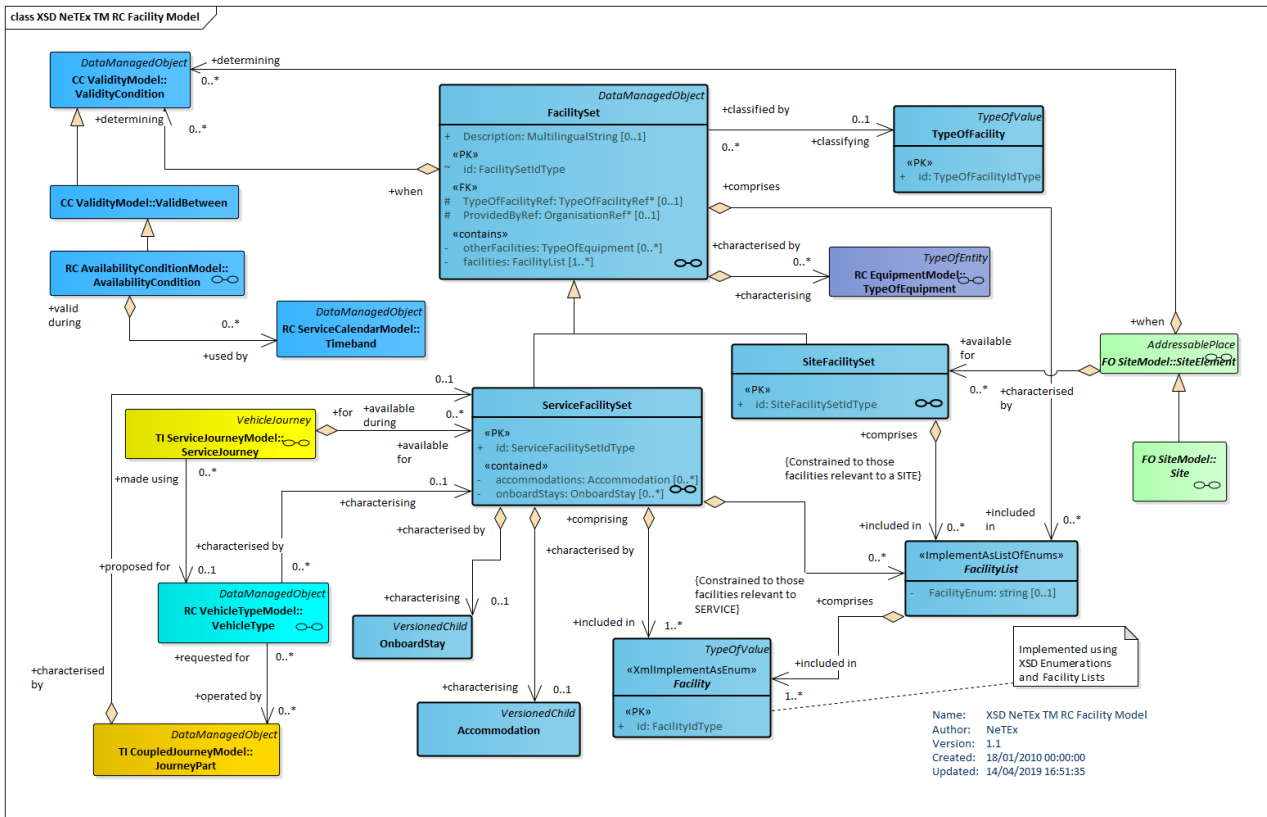 class XSD NeTEx TM RC Facility Model
DataManagedObject
CC ValidityModel::
ValidityCondition
+determining
0..*
+determining
0..*
DataManagedObject
FacilitySet
+ Description: MultilingualString [0..1]
«PK»
~ id: FacilitySetIdType
«FK»
# TypeOfFacilityRef: TypeOfFacilityRef* [0..1]
# ProvidedByRef: OrganisationRef* [0..1]
«contains»
- otherFacilities: TypeOfEquipment [0..*]
- facilities: FacilityList [1..*]
+classified by
0..*
0..1
+classifying
TypeOfValue
TypeOfFacility
«PK»
+ id: TypeOfFacilityIdType
+when
+comprises
CC ValidityModel::ValidBetween
+characterised by
0..*
+characterising
TypeOfEntity
RC EquipmentModel::
TypeOfEquipment
RC AvailabilityConditionModel::
AvailabilityCondition
+valid
during
0..*
+used by
DataManagedObject
RC ServiceCalendarModel::
Timeband
+when
AddressablePlace
FO SiteModel::SiteElement
SiteFacilitySet
«PK»
+ id: SiteFacilitySetIdType
+available
for
0..*
+characterised
by
0..1
ServiceFacilitySet
«PK»
+ id: ServiceFacilitySetIdType
«contained»
- accommodations: Accommodation [0..*]
- onboardStays: OnboardStay [0..*]
VehicleJourney
TI ServiceJourneyModel::
ServiceJourney
+for
+available
during
0..*
+available
for
+comprises
FO SiteModel::
Site
{Constrained to those
facilities relevant to a SITE}
+made using
0..*
0..1
+characterising
+characterised by
+comprising
+characterised by
+included in
0..*
+included
in
0..*
«ImplementAsListOfEnums»
FacilityList
- FacilityEnum: string [0..1]
0..*
+characterised by
0..*
+proposed for
0..1
DataManagedObject
RC VehicleTypeModel::
VehicleType
+characterising
0..1
{Constrained to those
facilities relevant to
SERVICE}
+comprises
VersionedChild
OnboardStay
+included in
1..*
TypeOfValue
«XmlImplementAsEnum»
Facility
«PK»
+ id: FacilityIdType
+included in
1..*
Implemented using
XSD Enumerations
and Facility Lists
+requested for
0..*
+characterised
by
+operated by
0..*
+characterising
0..1
VersionedChild
Accommodation
DataManagedObject
TI CoupledJourneyModel::
JourneyPart
Name: XSD NeTEx TM RC Facility Model
Author: NeTEx
Version: 1.1
Created: 18/01/2010 00:00:00
Updated: 14/04/2019 16:51:35